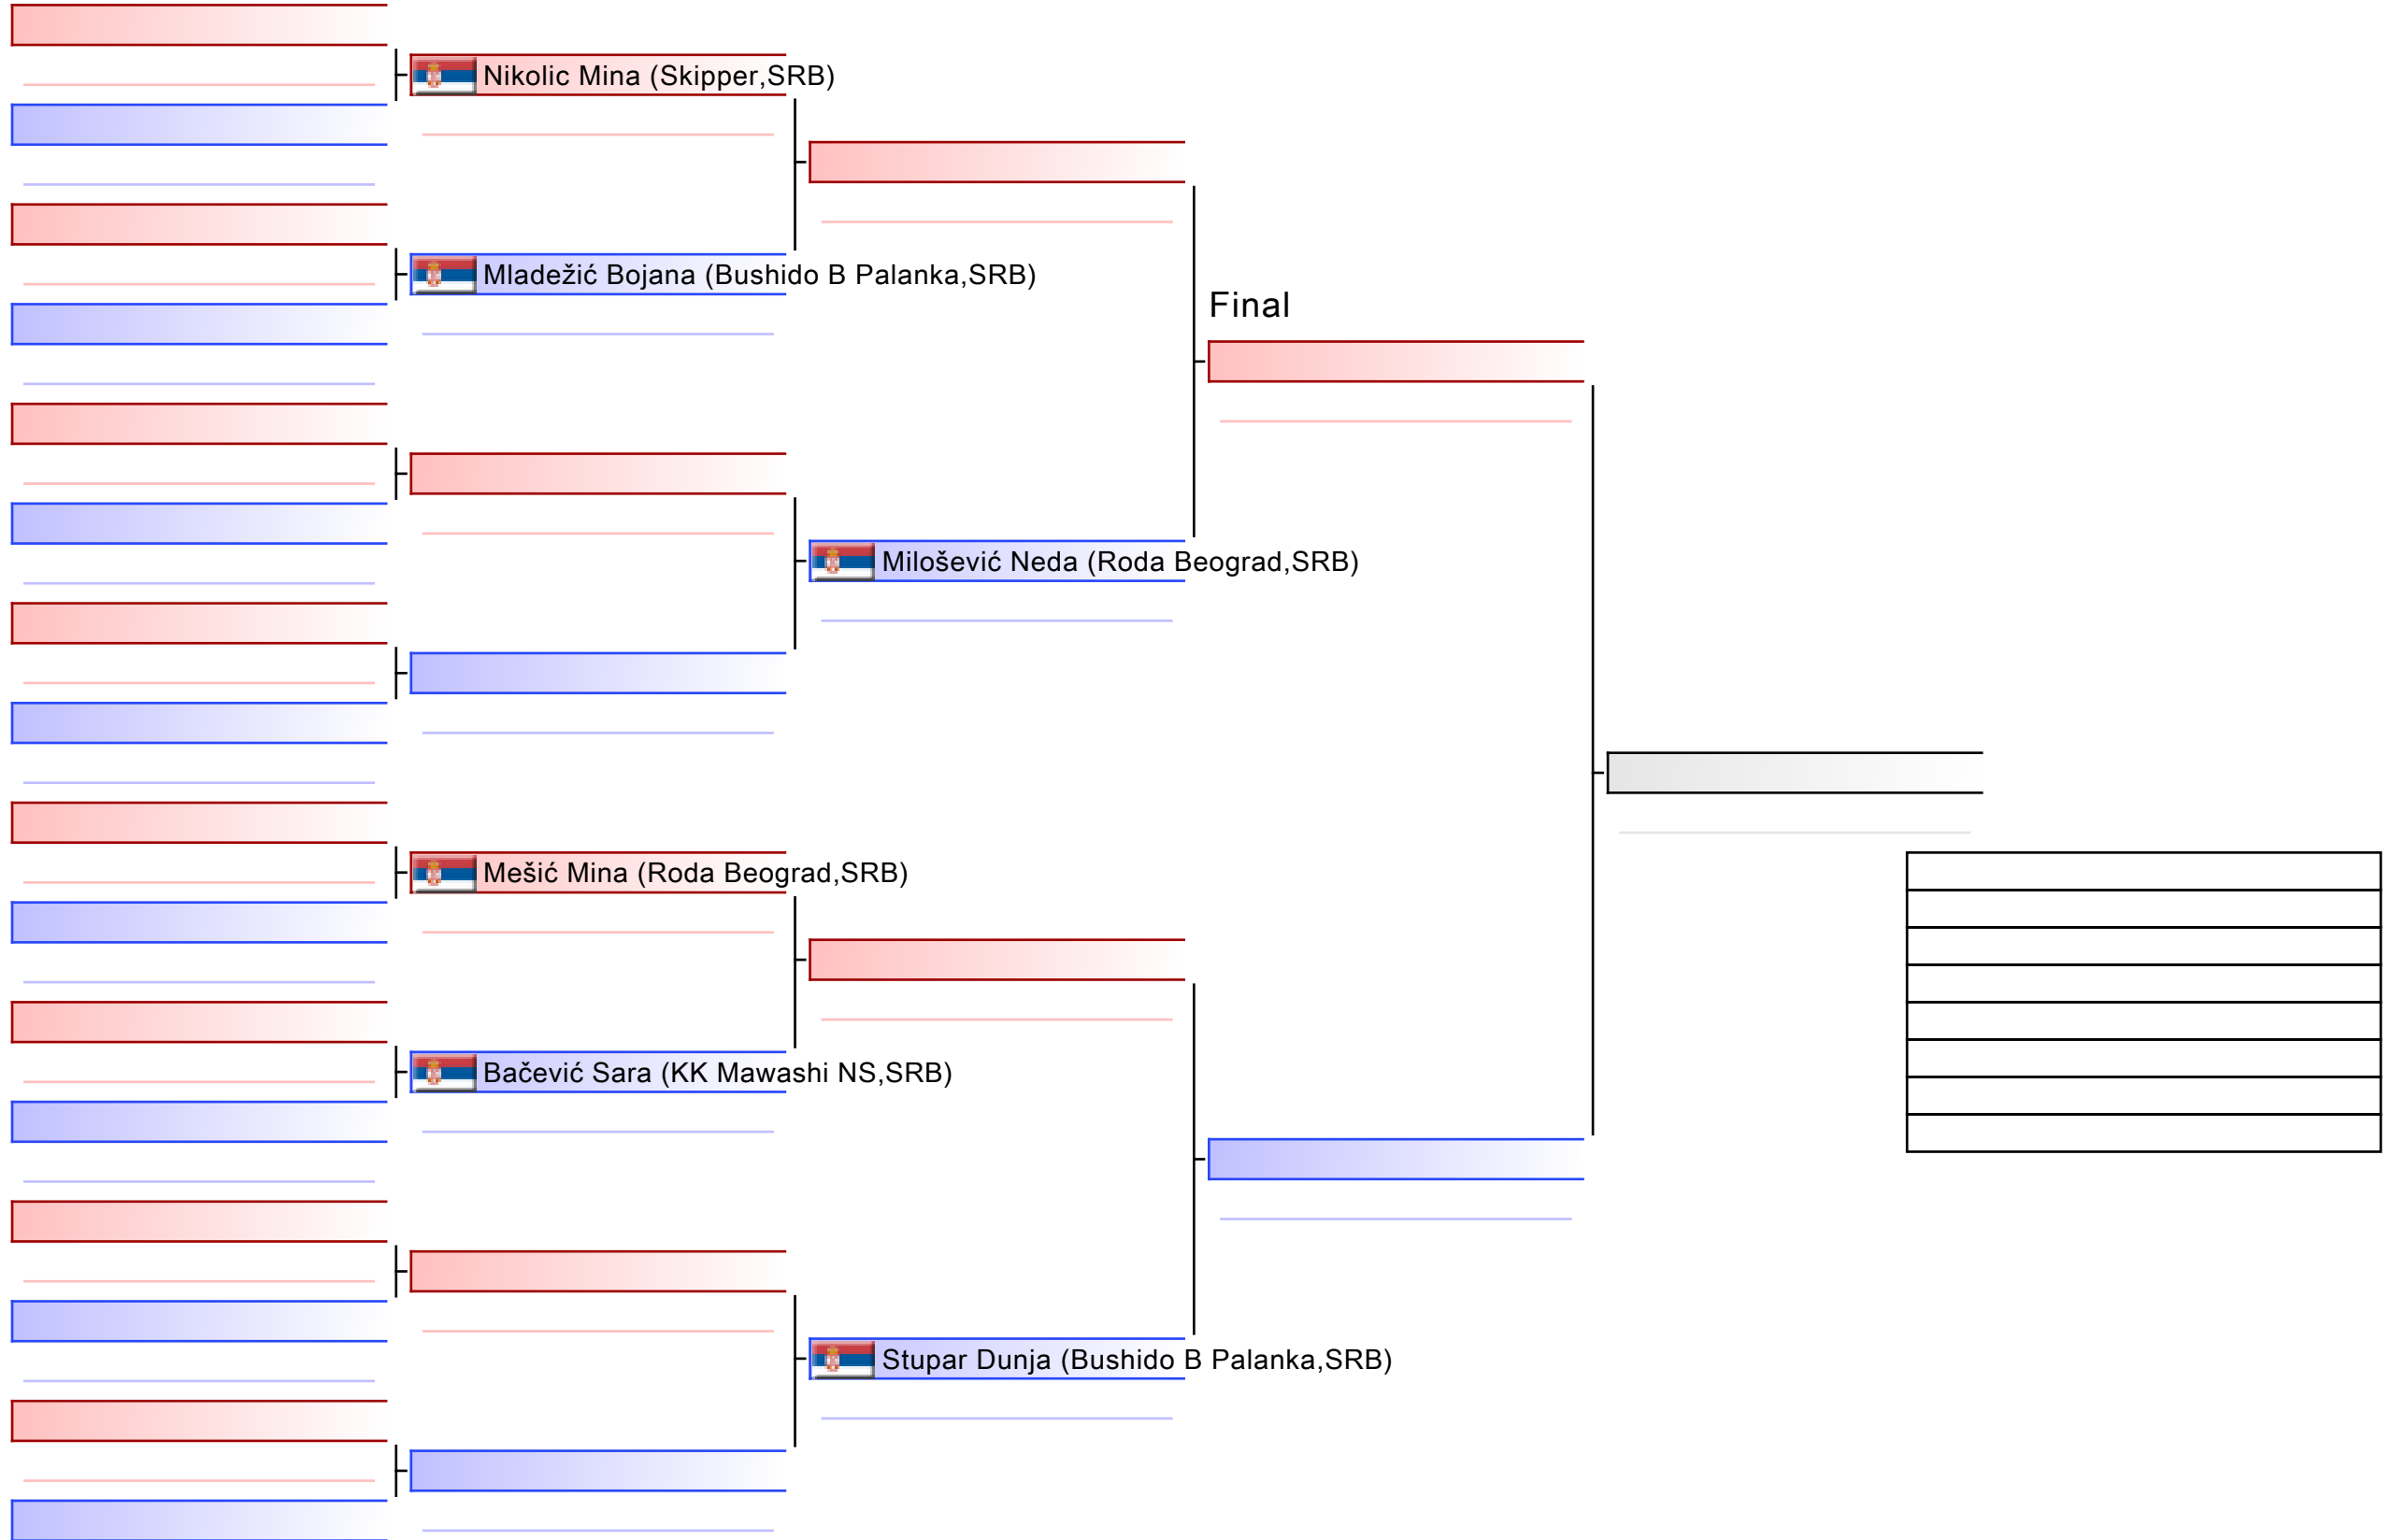 Nikolic Mina (Skipper,SRB)
Mladežić Bojana (Bushido B Palanka,SRB)
Final
Milošević Neda (Roda Beograd,SRB)
Mešić Mina (Roda Beograd,SRB)
Bačević Sara (KK Mawashi NS,SRB)
Stupar Dunja (Bushido B Palanka,SRB)